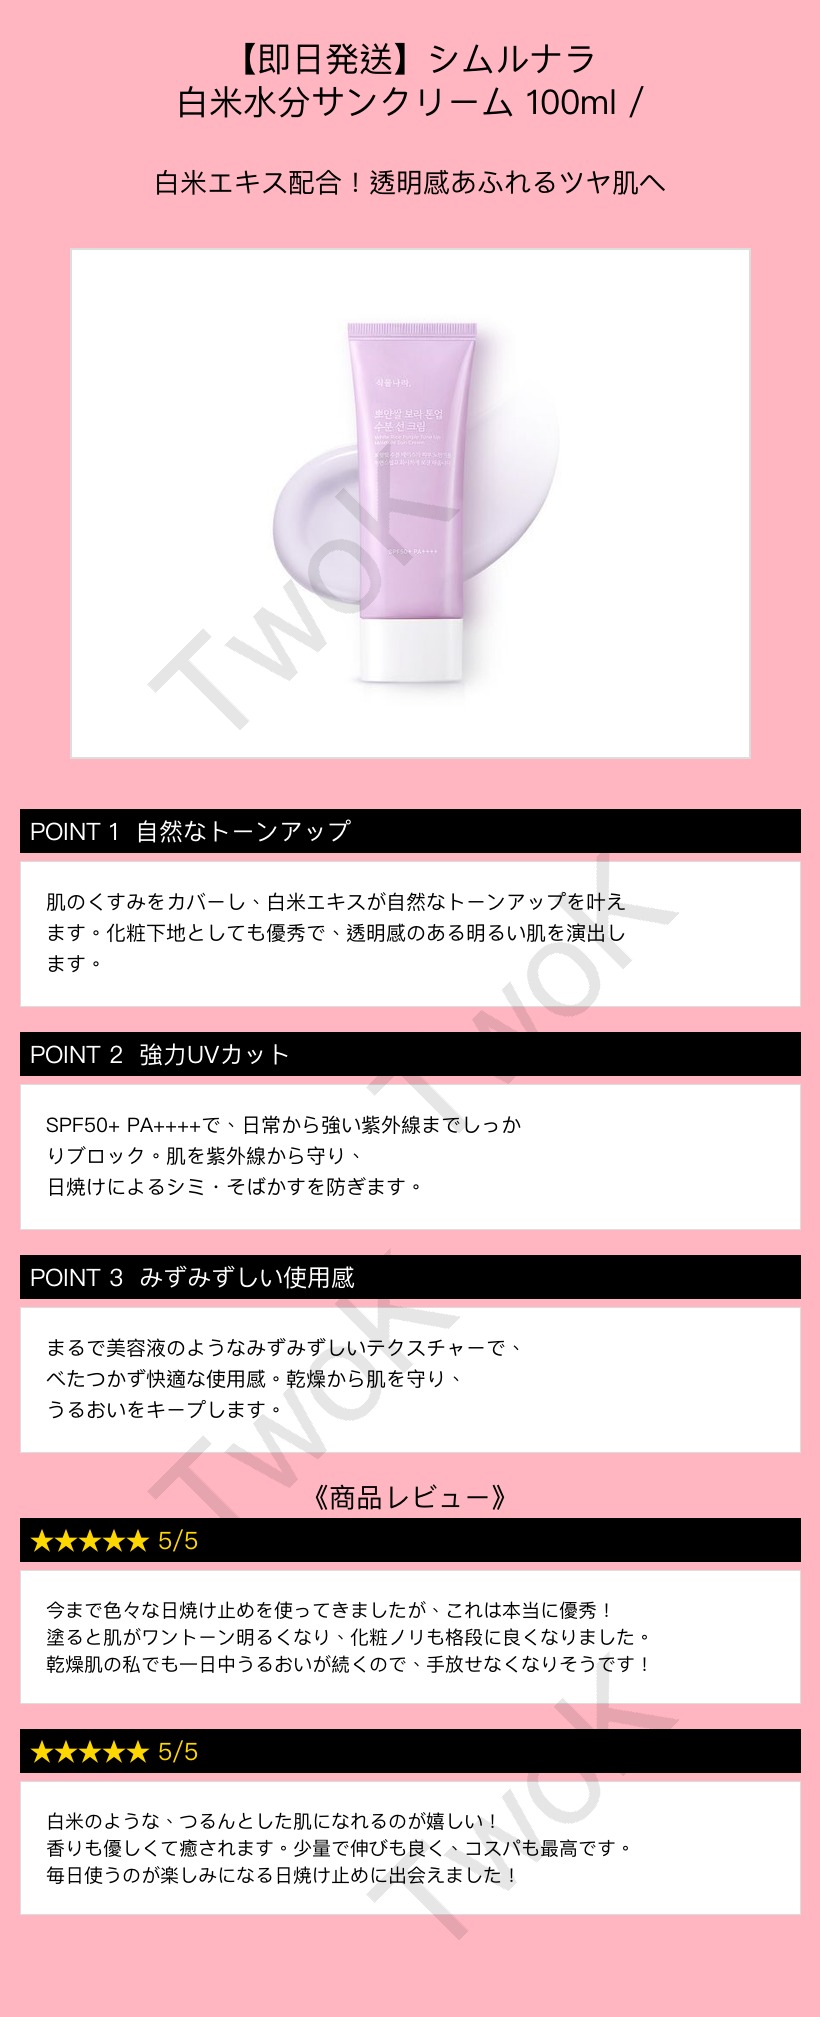 【即日発送】シムルナラ
白米水分サンクリーム 100ml /
白米エキス配合！透明感あふれるツヤ肌へ
식물나라.
뽀얀쌀 보라 톤업
수분 선 크림
SPF50+ PA++++
TwoK
POINT 1 自然なトーンアップ
肌のくすみをカバーし、白米エキスが自然なトーンアップを叶え
ます。化粧下地としても優秀で、透明感のある明るい肌を演出し
ます。
TwoK
POINT 2 強力UVカット
SPF50+ PA++++で、日常から強い紫外線までしっか
りブロック。肌を紫外線から守り、
日焼けによるシミ・そばかすを防ぎます。
POINT 3 みずみずしい使用感
まるで美容液のようなみずみずしいテクスチャーで、
べたつかず快適な使用感。乾燥から肌を守り、
うるおいをキープします。
TwoK
《商品レビュー》
★★★★★ 5/5
今まで色々な日焼け止めを使ってきましたが、これは本当に優秀！
塗ると肌がワントーン明るくなり、化粧ノリも格段に良くなりました。
乾燥肌の私でも一日中うるおいが続くので、手放せなくなりそうです！
★★★★★ 5/5
白米のような、つるんとした肌になれるのが嬉しい！
香りも優しくて癒されます。少量で伸びも良く、コスパも最高です。
毎日使うのが楽しみになる日焼け止めに出会えました！
TwoK